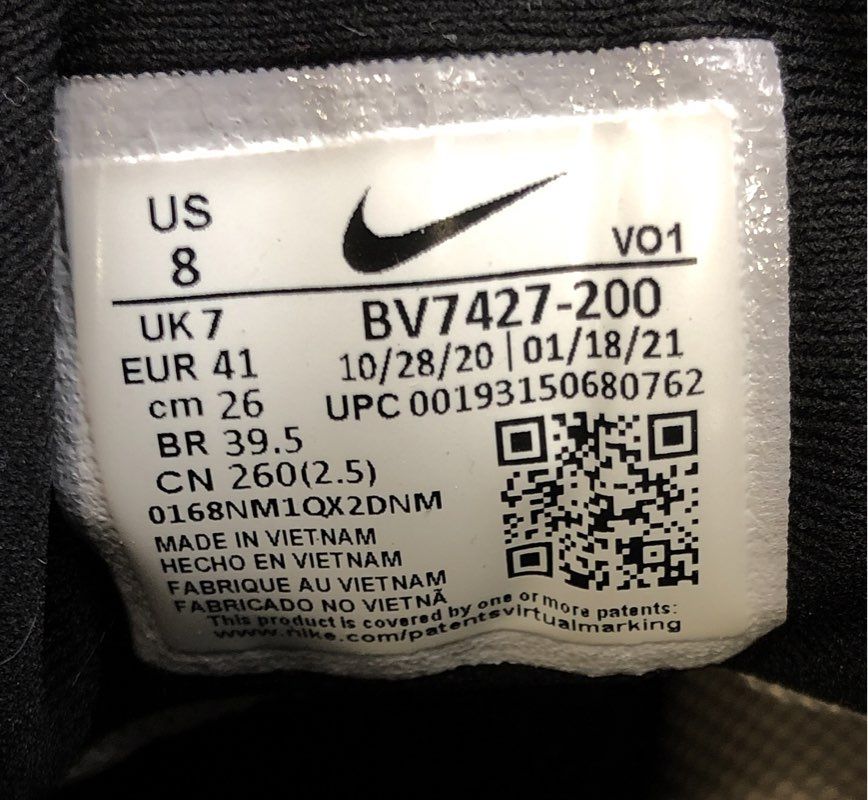 US
8
VO1
UK 7
BV7427-200
EUR 41
10/28/20 | 01/18/21
cm 26
UPC 00193150680762
BR 39.5
CN 260(2.5)
0168NM1QX2DNM
MADE IN VIETNAM
HECHO EN VIETNAM
FABRIQUE AU VIETNAM
FABRICADO NO VIETNÃ
This product is covered by one or more patents:
www.nike.com/patentsvirtualmarking